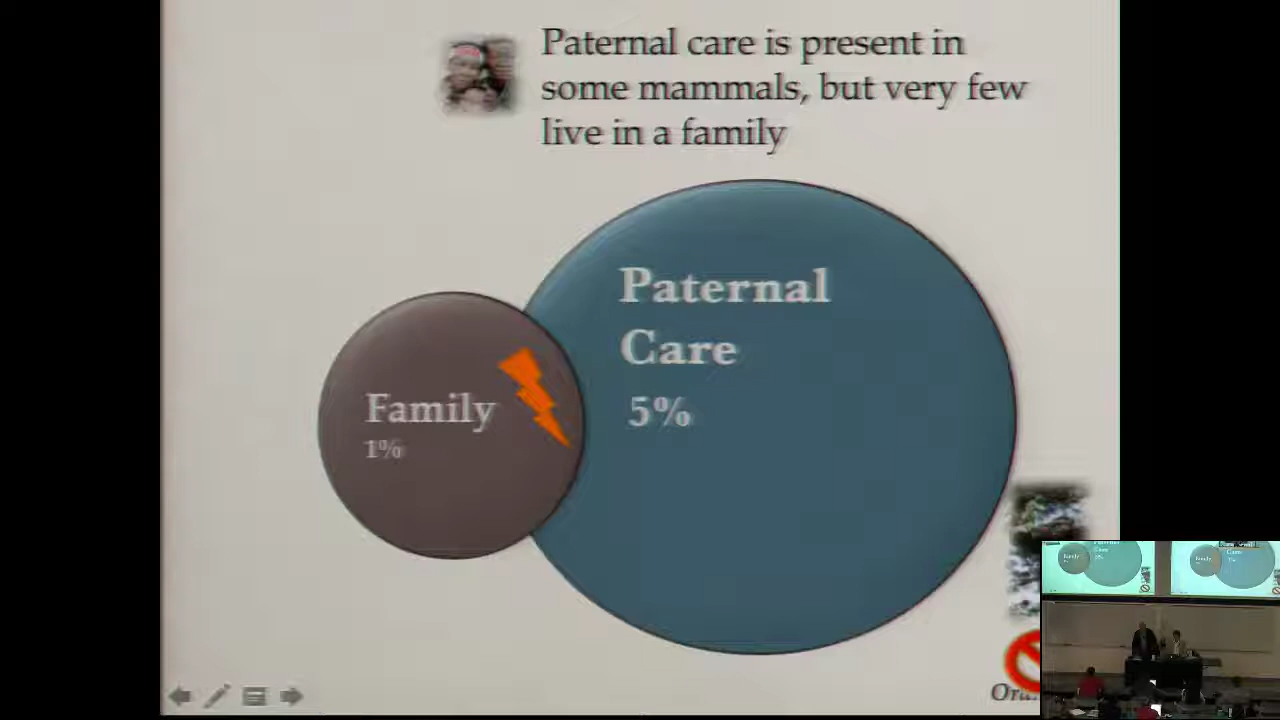 Paternal care is present in
some mammals, but very few
live in a family
Paternal
Care
5%
Family
1%